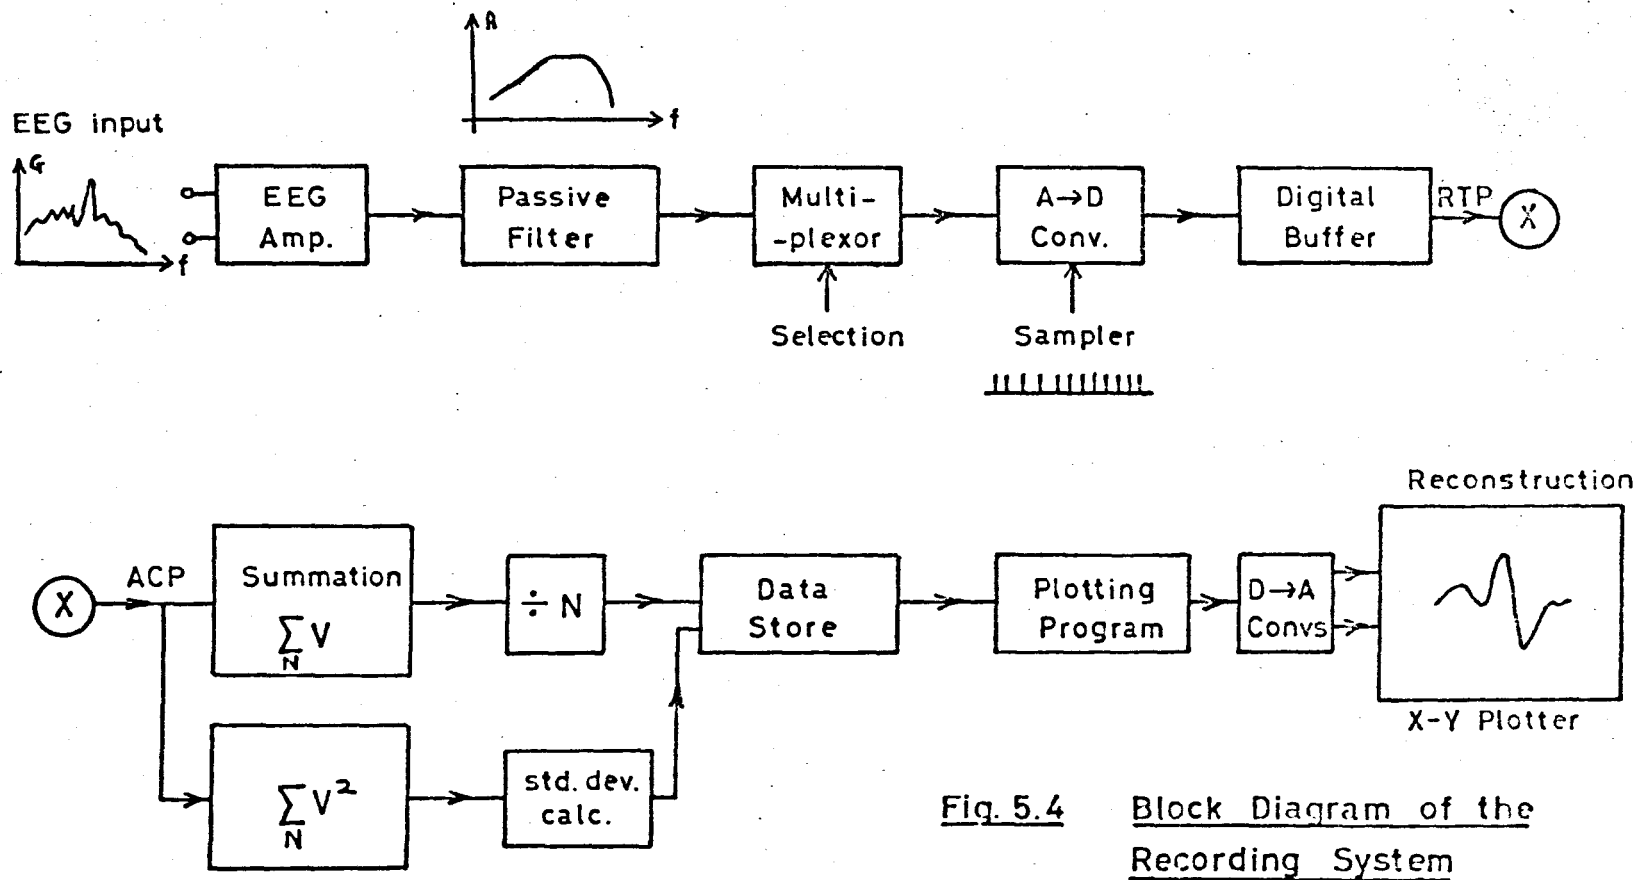 A
f
EEG input
G
f
EEG
Amp.
Passive
Filter
Multi-
-plexor
A→D
Conv.
Digital
Buffer
RTP
X
Selection
Sampler
Reconstruction
X
ACP
Summation
∑ V
N
÷ N
Data
Store
Plotting
Program
D→A
Convs
X-Y Plotter
∑ V²
N
std. dev.
calc.
Fig. 5.4 Block Diagram of the
Recording System